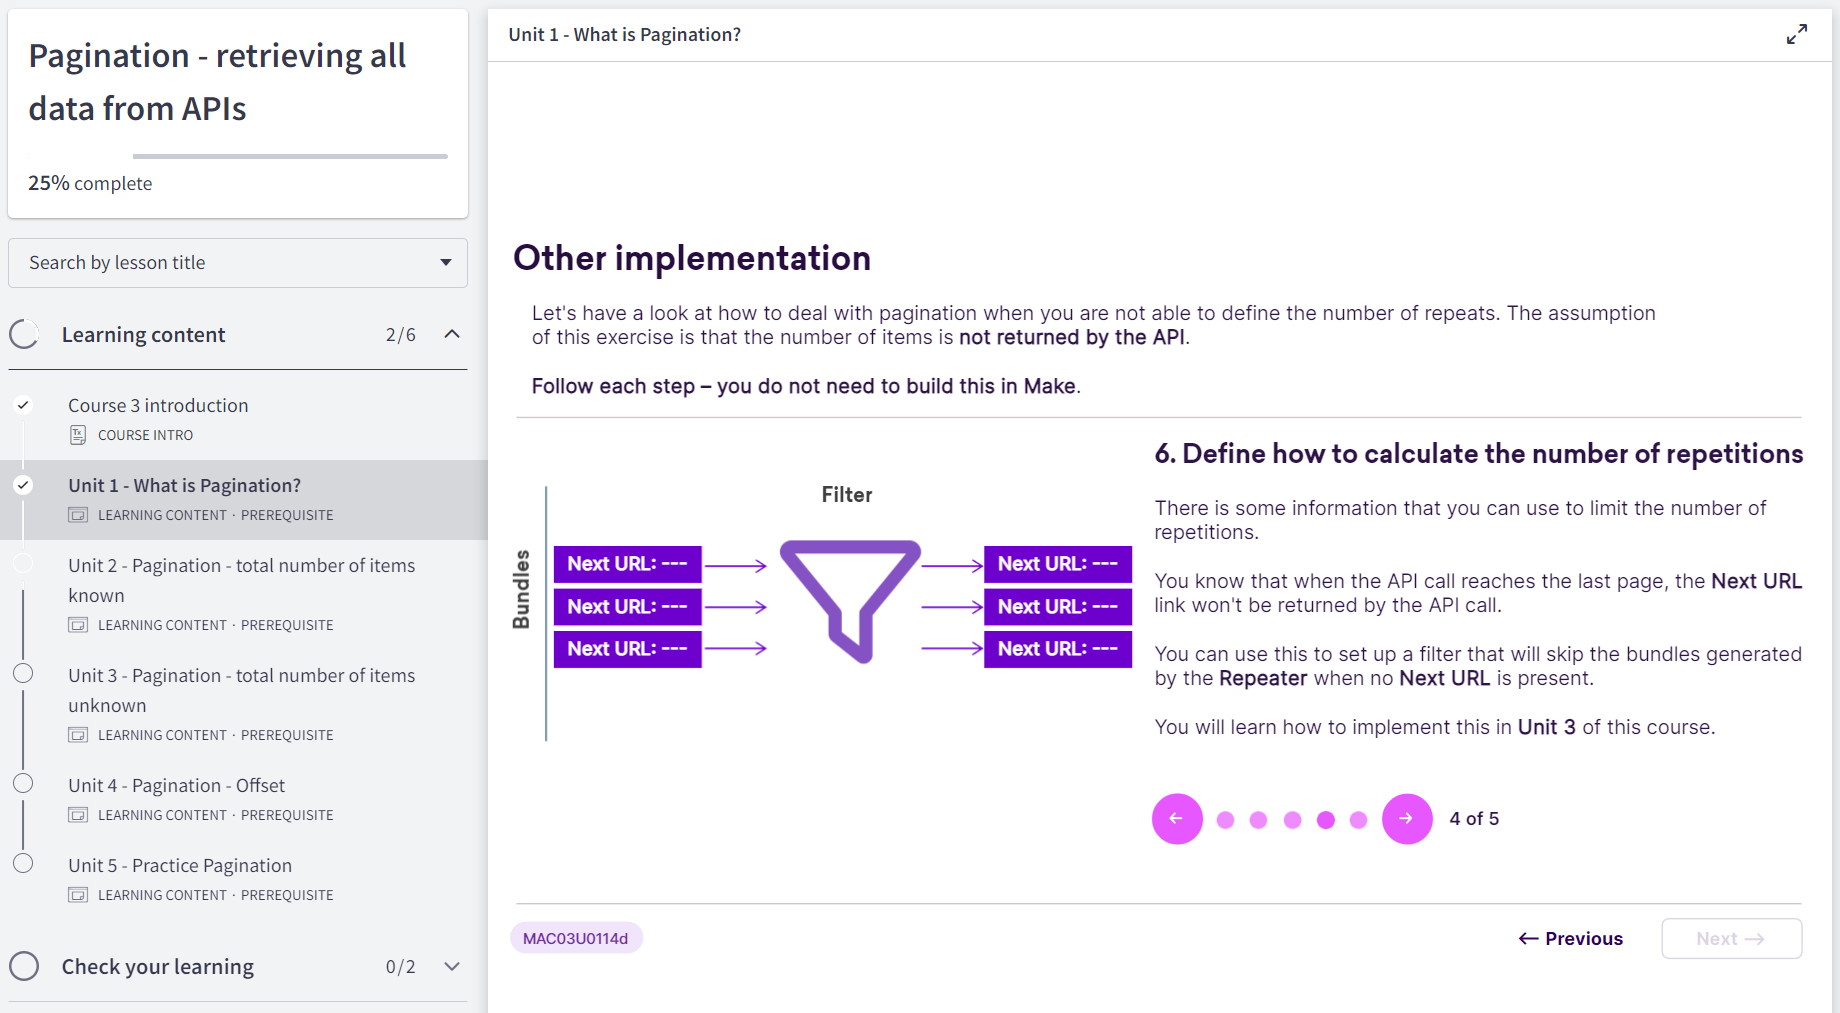 Pagination - retrieving all
data from APIs
25% complete
Search by lesson title
Learning content 2/6
Course 3 introduction
COURSE INTRO
Unit 1 - What is Pagination?
LEARNING CONTENT · PREREQUISITE
Unit 2 - Pagination - total number of items
known
LEARNING CONTENT · PREREQUISITE
Unit 3 - Pagination - total number of items
unknown
LEARNING CONTENT · PREREQUISITE
Unit 4 - Pagination - Offset
LEARNING CONTENT · PREREQUISITE
Unit 5 - Practice Pagination
LEARNING CONTENT · PREREQUISITE
Check your learning 0/2
Unit 1 - What is Pagination?
Other implementation
Let's have a look at how to deal with pagination when you are not able to define the number of repeats. The assumption
of this exercise is that the number of items is not returned by the API.
Follow each step – you do not need to build this in Make.
Filter
Bundles
Next URL: --- Next URL: ---
Next URL: --- Next URL: ---
Next URL: --- Next URL: ---
6. Define how to calculate the number of repetitions
There is some information that you can use to limit the number of
repetitions.
You know that when the API call reaches the last page, the Next URL
link won't be returned by the API call.
You can use this to set up a filter that will skip the bundles generated
by the Repeater when no Next URL is present.
You will learn how to implement this in Unit 3 of this course.
4 of 5
MAC03U0114d
← Previous Next →